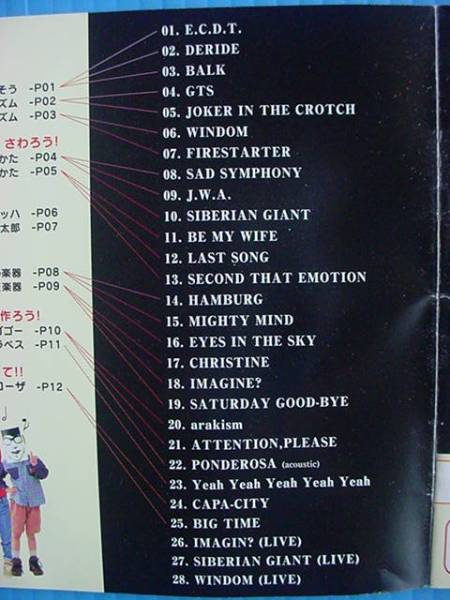 そう -P01
ズム -P02
ズム -P03
さわろう!
かた -P04
かた -P05
ッハ -P06
太郎 -P07
楽器 -P08
楽器 -P09
作ろう!
イゴー -P10
ラベス -P11
て!!
ローザ -P12
01. E.C.D.T.
02. DERIDE
03. BALK
04. GTS
05. JOKER IN THE CROTCH
06. WINDOM
07. FIRESTARTER
08. SAD SYMPHONY
09. J.W.A.
10. SIBERIAN GIANT
11. BE MY WIFE
12. LAST SONG
13. SECOND THAT EMOTION
14. HAMBURG
15. MIGHTY MIND
16. EYES IN THE SKY
17. CHRISTINE
18. IMAGINE?
19. SATURDAY GOOD-BYE
20. arakism
21. ATTENTION,PLEASE
22. PONDEROSA (acoustic)
23. Yeah Yeah Yeah Yeah Yeah
24. CAPA-CITY
25. BIG TIME
26. IMAGIN? (LIVE)
27. SIBERIAN GIANT (LIVE)
28. WINDOM (LIVE)